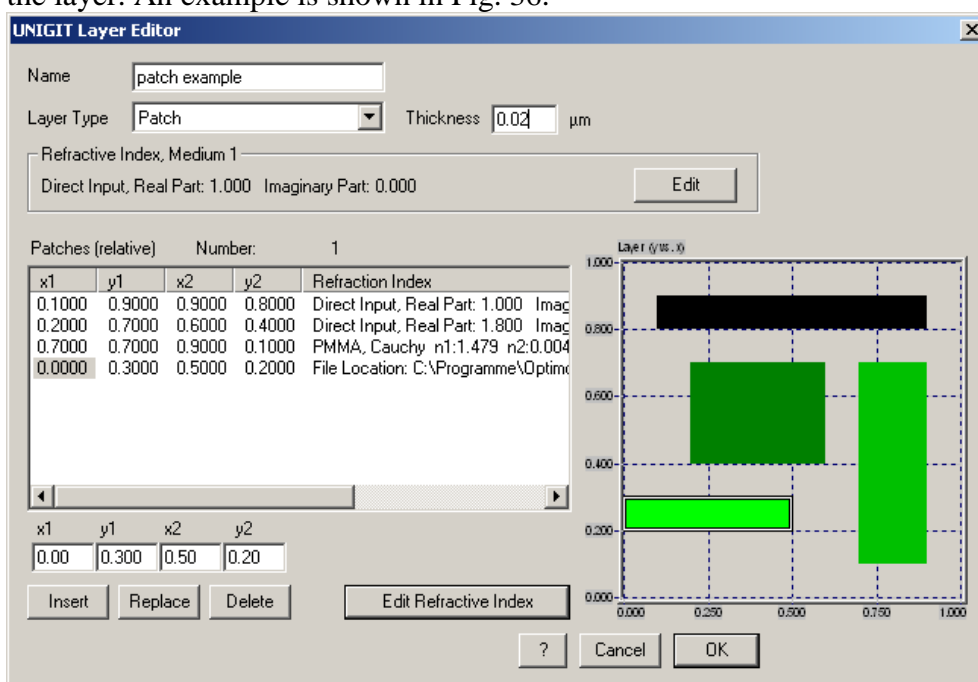 the layer. An example is shown in Fig. 36.
UNIGIT Layer Editor
Name patch example
Layer Type Patch Thickness 0.02 µm
Refractive Index, Medium 1
Direct Input, Real Part: 1.000 Imaginary Part: 0.000 Edit
Patches (relative) Number: 1
x1 y1 x2 y2 Refraction Index
0.1000 0.9000 0.9000 0.8000 Direct Input, Real Part: 1.000 Imag
0.2000 0.7000 0.6000 0.4000 Direct Input, Real Part: 1.800 Imag
0.7000 0.7000 0.9000 0.1000 PMMA, Cauchy n1:1.479 n2:0.004
0.0000 0.3000 0.5000 0.2000 File Location: C:\Programme\Optimo
x1 y1 x2 y2
0.00 0.300 0.50 0.20
Insert Replace Delete Edit Refractive Index
Layer (y vs. x)
1.000
0.800
0.600
0.400
0.200
0.000
0.000 0.250 0.500 0.750 1.000
? Cancel OK